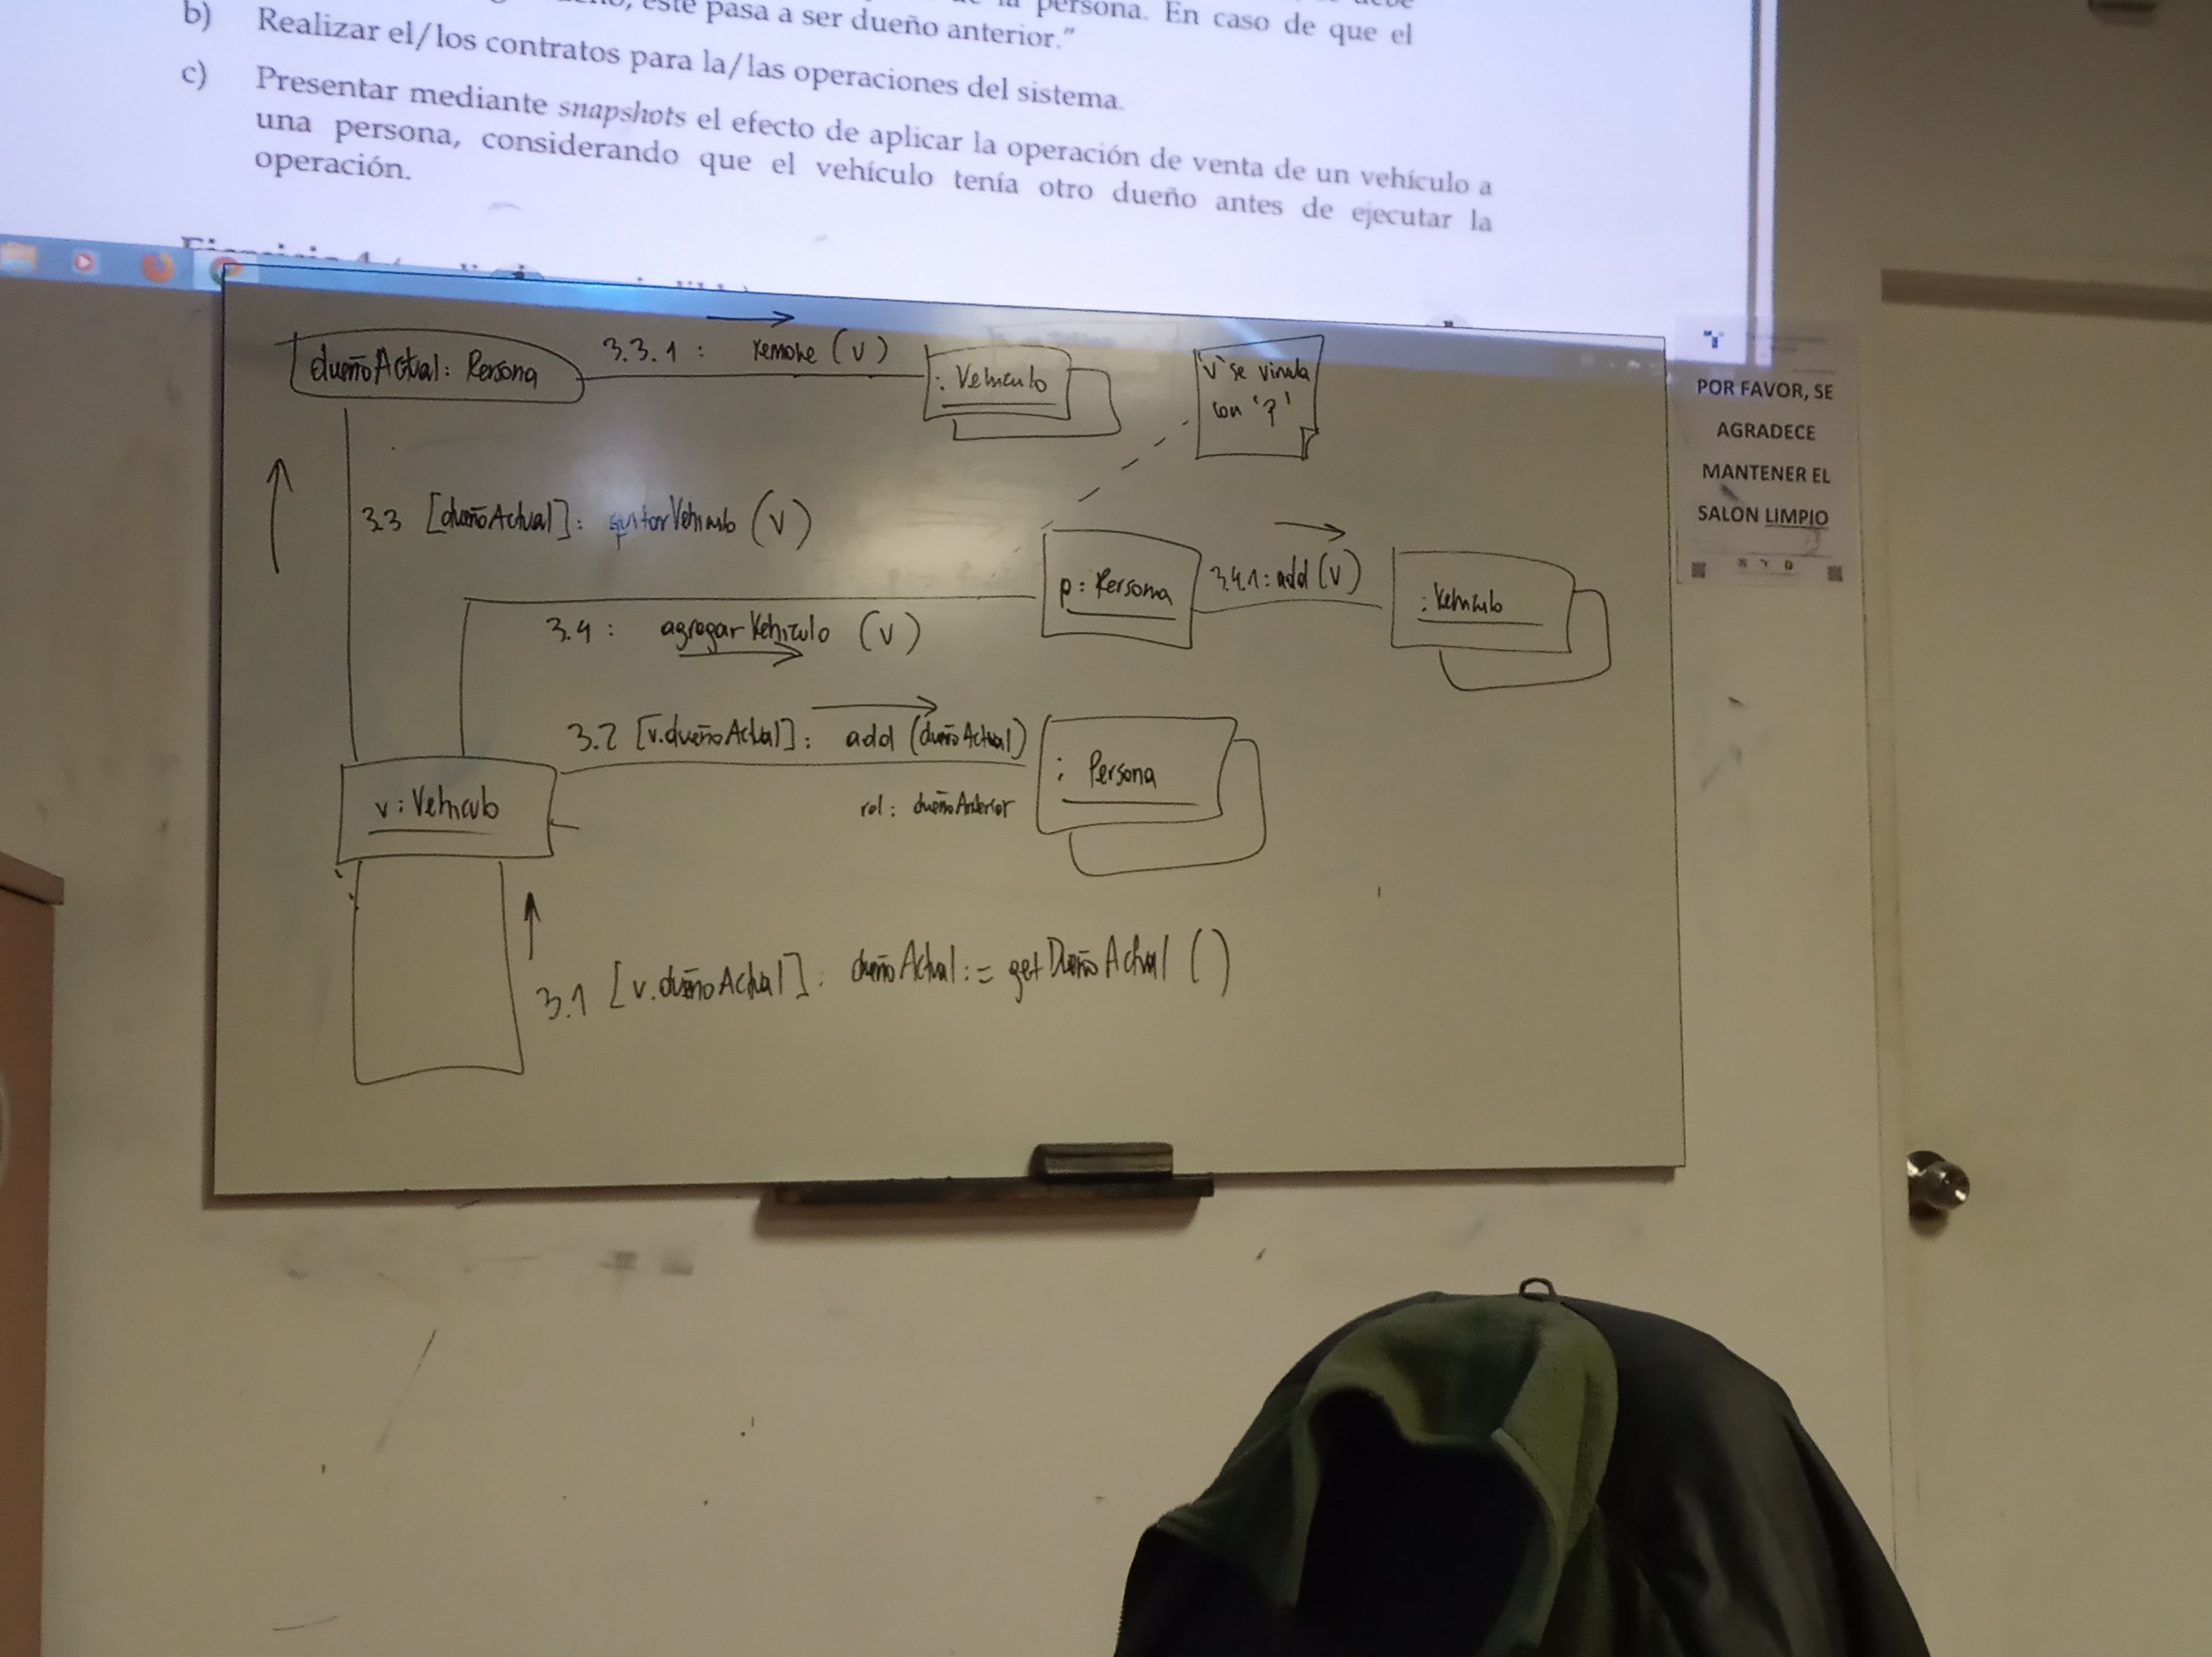 este pasa a ser dueño anterior."
persona. En caso de que el
b) Realizar el/los contratos para la/las operaciones del sistema.
c) Presentar mediante snapshots el efecto de aplicar la operación de venta de un vehículo a
una persona, considerando que el vehículo tenía otro dueño antes de ejecutar la
operación.
dueñoActual: Persona
3.3.1 : remove (v)
: Vehículo
'v' se vincula
con 'p'
3.3 [dueñoActual]: quitarVehiculo (v)
p: Persona
3.4.1: add (v)
: Vehiculo
3.4 : agregarVehiculo (v)
3.2 [v.dueñoActual]: add (dueñoActual)
: Persona
rol: dueñoAnterior
v: Vehiculo
3.1 [v.dueñoActual]: dueñoActual:= getDueñoActual ()
POR FAVOR, SE
AGRADECE
MANTENER EL
SALON LIMPIO